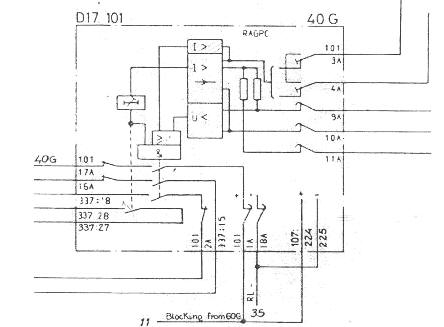 D17 101
40 G
RAGPC
I >
I >
U <
&
101
3A
4A
9A
10A
11A
40G
101
17A
16A
337:18
337.28
337:27
101
2A
337:15
+
-
101
1A
18A
+
-
107:
224
225
RL -
35
Blocking from 60G
11